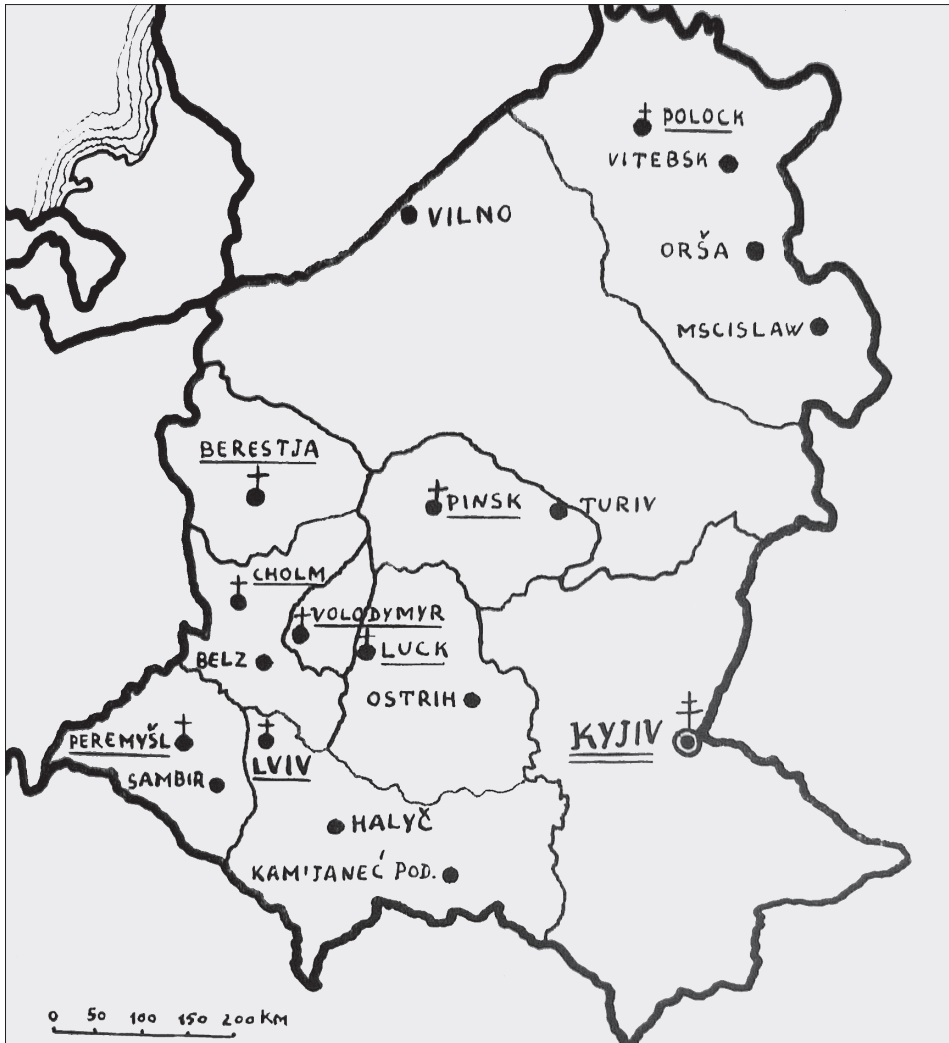 POLOCK
VITEBSK
VILNO
ORŠA
MSCISLAW
BERESTJA
PINSK
TURIV
CHOLM
VOLODYMYR
LUCK
BELZ
OSTRIH
PEREMYŠL
LVIV
KYJIV
SAMBIR
HALYČ
KAMIJANEĆ POD.
0 50 100 150 200 KM